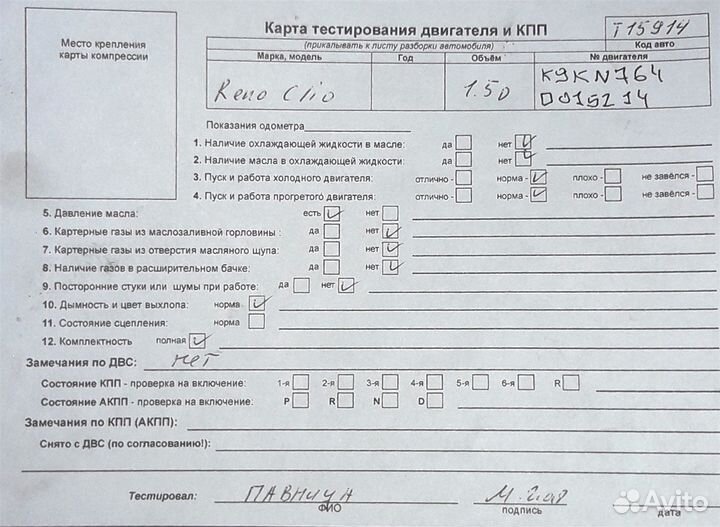 Место крепления
карты компрессии
Карта тестирования двигателя и КПП
(прикалывать к листу разборки автомобиля)
T15914
Код авто
Марка, модель Год Объём № двигателя
Reno Clio 1.5D K9KN764
D015214
Показания одометра
1. Наличие охлаждающей жидкости в масле: да нет
2. Наличие масла в охлаждающей жидкости: да нет
3. Пуск и работа холодного двигателя: отлично - норма - плохо - не завёлся -
4. Пуск и работа прогретого двигателя: отлично - норма - плохо - не завёлся -
5. Давление масла: есть нет
6. Картерные газы из маслозаливной горловины : да нет
7. Картерные газы из отверстия масляного щупа: да нет
8. Наличие газов в расширительном бачке: да нет
9. Посторонние стуки или шумы при работе: да нет
10. Дымность и цвет выхлопа: норма
11. Состояние сцепления: норма
12. Комплектность полная
Замечания по ДВС: нет
Состояние КПП - проверка на включение: 1-я 2-я 3-я 4-я 5-я 6-я R
Состояние АКПП - проверка на включение: P R N D
Замечания по КПП (АКПП):
Снято с ДВС (по согласованию!):
Тестировал:
ФИО подпись дата
Avito